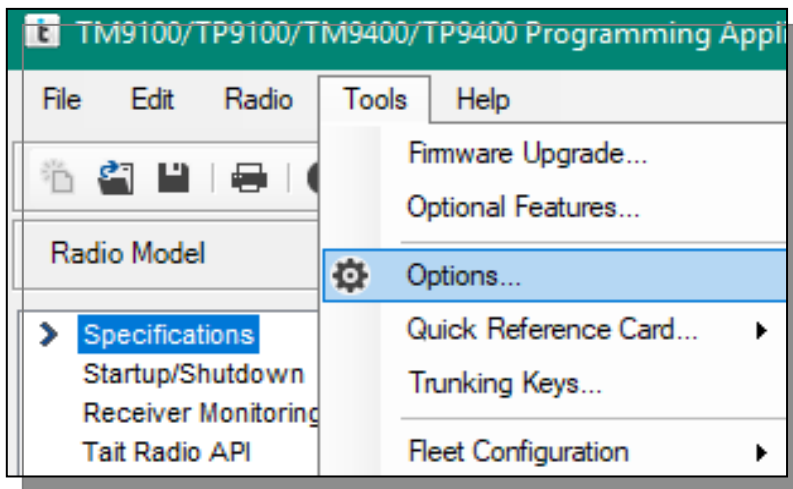 TM9100/TP9100/TM9400/TP9400 Programming Appli
File Edit Radio Tools Help
Firmware Upgrade...
Optional Features...
Radio Model
Options...
Specifications
Quick Reference Card...
Startup/Shutdown
Trunking Keys...
Receiver Monitoring
Tait Radio API
Fleet Configuration